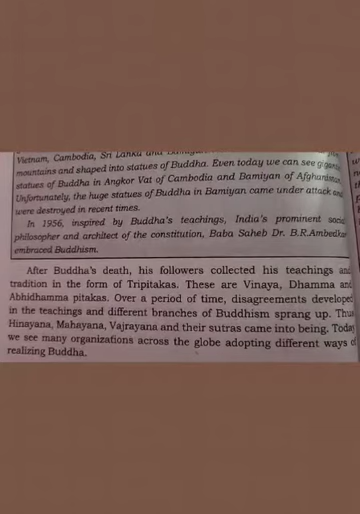 Vietnam, Cambodia, Sri Lanka and
mountains and shaped into statues of Buddha. Even today we can see gigantic
statues of Buddha in Angkor Vat of Cambodia and Bamiyan of Afghanistan.
Unfortunately, the huge statues of Buddha in Bamiyan came under attack and
were destroyed in recent times.
In 1956, inspired by Buddha's teachings, India's prominent social
philosopher and architect of the constitution, Baba Saheb Dr. B.R.Ambedkar
embraced Buddhism.
After Buddha's death, his followers collected his teachings and
tradition in the form of Tripitakas. These are Vinaya, Dhamma and
Abhidhamma pitakas. Over a period of time, disagreements developed
in the teachings and different branches of Buddhism sprang up. Thus
Hinayana, Mahayana, Vajrayana and their sutras came into being. Today
we see many organizations across the globe adopting different ways of
realizing Buddha.